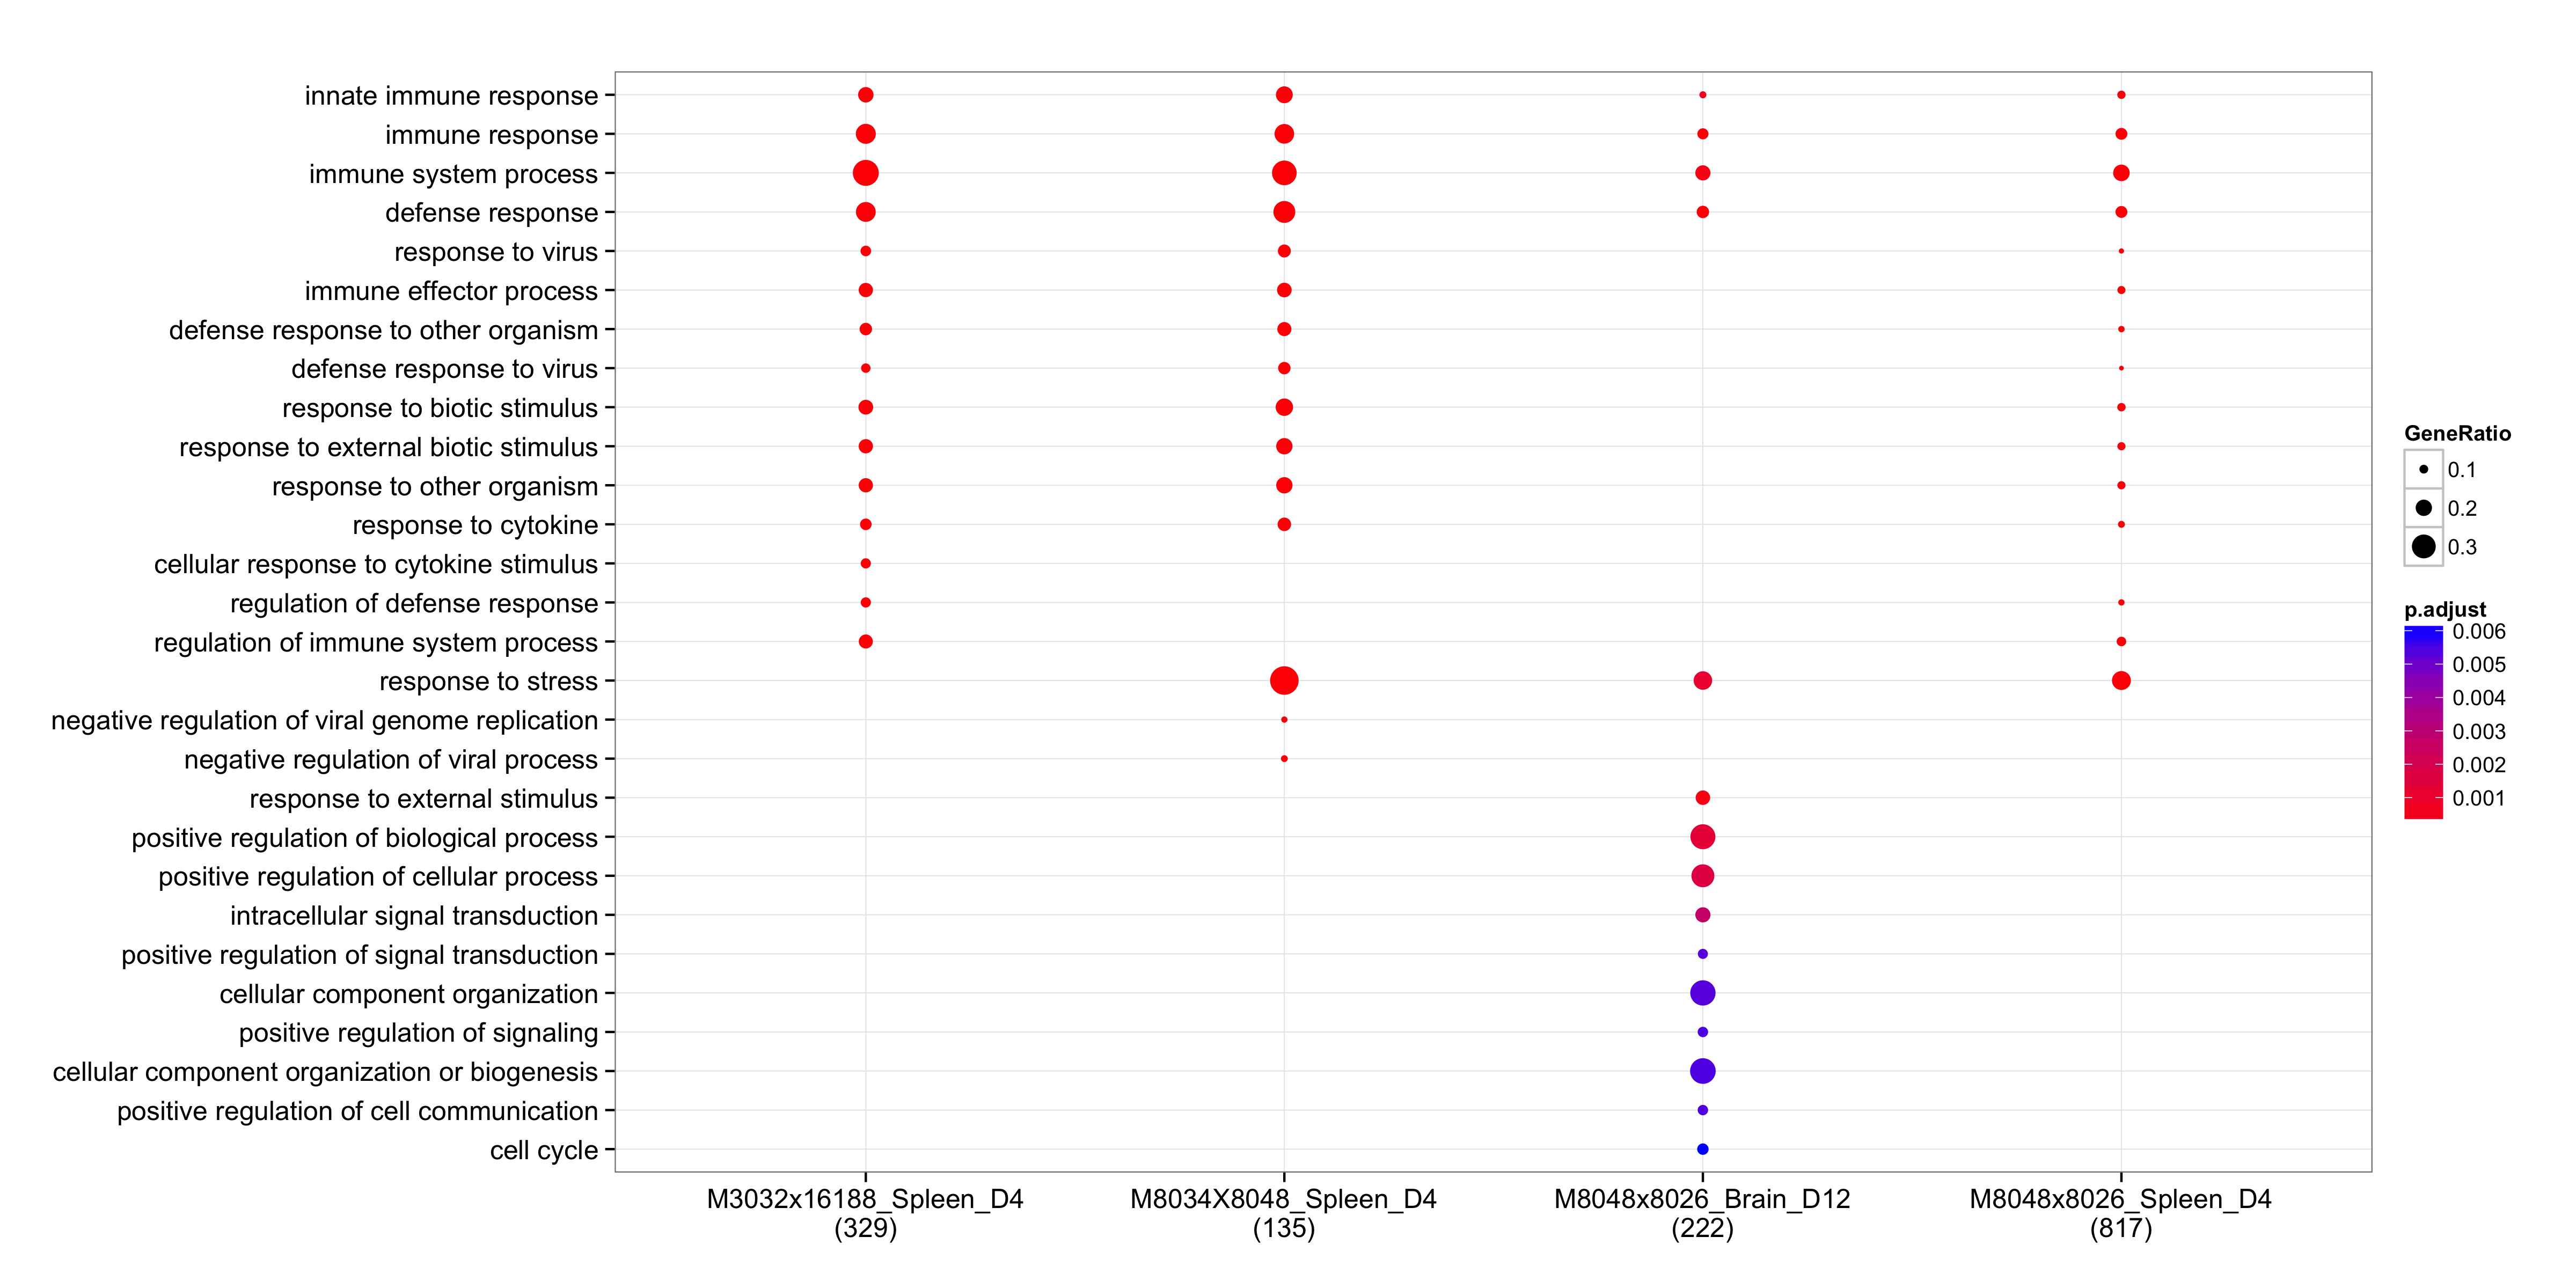 innate immune response
immune response
immune system process
defense response
response to virus
immune effector process
defense response to other organism
defense response to virus
response to biotic stimulus
response to external biotic stimulus
response to other organism
response to cytokine
cellular response to cytokine stimulus
regulation of defense response
regulation of immune system process
response to stress
negative regulation of viral genome replication
negative regulation of viral process
response to external stimulus
positive regulation of biological process
positive regulation of cellular process
intracellular signal transduction
positive regulation of signal transduction
cellular component organization
positive regulation of signaling
cellular component organization or biogenesis
positive regulation of cell communication
cell cycle
M3032x16188_Spleen_D4
(329)
M8034X8048_Spleen_D4
(135)
M8048x8026_Brain_D12
(222)
M8048x8026_Spleen_D4
(817)
GeneRatio
0.1
0.2
0.3
p.adjust
0.006
0.005
0.004
0.003
0.002
0.001